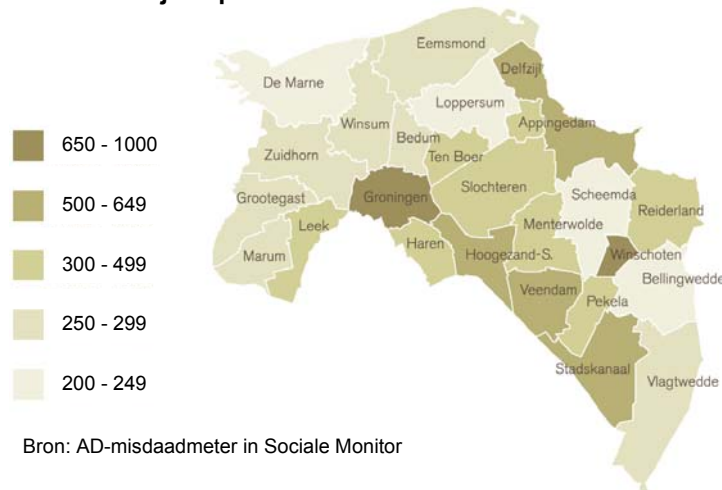 Eemsmond
Delfzijl
De Marne
Loppersum
Appingedam
Winsum
Bedum
650 - 1000
Ten Boer
Zuidhorn
Slochteren
Scheemda
Grootegast
Groningen
500 - 649
Reiderland
Leek
Menterwolde
Haren
Marum
Hoogezand-S.
Winschoten
300 - 499
Bellingwedde
Veendam
Pekela
250 - 299
Stadskanaal
Vlagtwedde
200 - 249
Bron: AD-misdaadmeter in Sociale Monitor